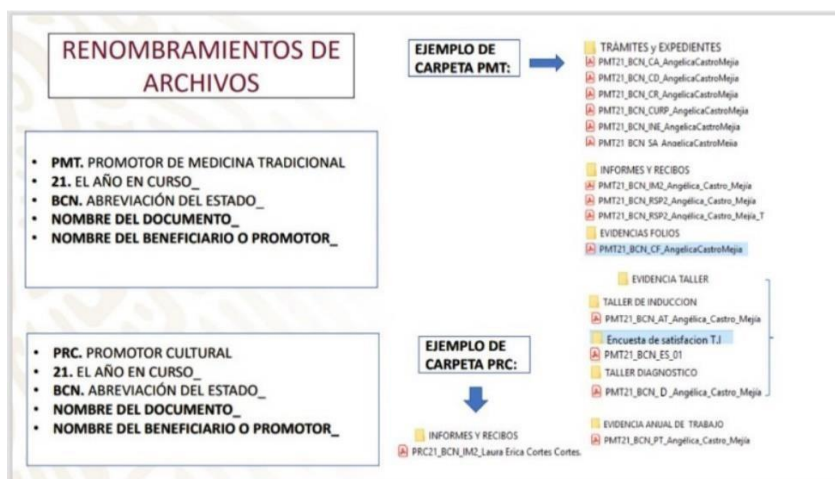 RENOMBRAMIENTOS DE
ARCHIVOS
• PMT. PROMOTOR DE MEDICINA TRADICIONAL
• 21. EL AÑO EN CURSO_
• BCN. ABREVIACIÓN DEL ESTADO_
• NOMBRE DEL DOCUMENTO_
• NOMBRE DEL BENEFICIARIO O PROMOTOR_
• PRC. PROMOTOR CULTURAL
• 21. EL AÑO EN CURSO_
• BCN. ABREVIACIÓN DEL ESTADO_
• NOMBRE DEL DOCUMENTO_
• NOMBRE DEL BENEFICIARIO O PROMOTOR_
EJEMPLO DE
CARPETA PMT:
TRÁMITES y EXPEDIENTES
PMT21_BCN_CA_AngelicaCastroMejia
PMT21_BCN_CD_AngelicaCastroMejia
PMT21_BCN_CR_AngelicaCastroMejia
PMT21_BCN_CURP_AngelicaCastroMejia
PMT21_BCN_INE_AngelicaCastroMejia
PMT21_BCN_SA_AngelicaCastroMejia
INFORMES Y RECIBOS
PMT21_BCN_IM2_Angélica_Castro_Mejía
PMT21_BCN_RSP2_Angélica_Castro_Mejía
PMT21_BCN_RSP2_Angélica_Castro_Mejía_T
EVIDENCIAS FOLIOS
PMT21_BCN_CF_AngelicaCastroMejia
EVIDENCIA TALLER
TALLER DE INDUCCION
PMT21_BCN_AT_Angélica_Castro_Mejía
Encuesta de satisfacion T.I
PMT21_BCN_ES_01
TALLER DIAGNOSTICO
PMT21_BCN_D_Angélica_Castro_Mejía
EVIDENCIA ANUAL DE TRABAJO
PMT21_BCN_PT_Angélica_Castro_Mejía
EJEMPLO DE
CARPETA PRC:
INFORMES Y RECIBOS
PRC21_BCN_IM2_Laura Erica Cortes Cortes.